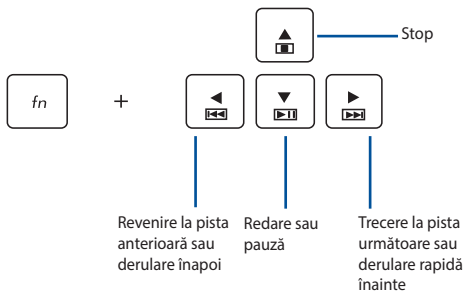 Stop
fn +
Revenire la pista
anterioară sau
derulare înapoi
Redare sau
pauză
Trecere la pista
următoare sau
derulare rapidă
înainte